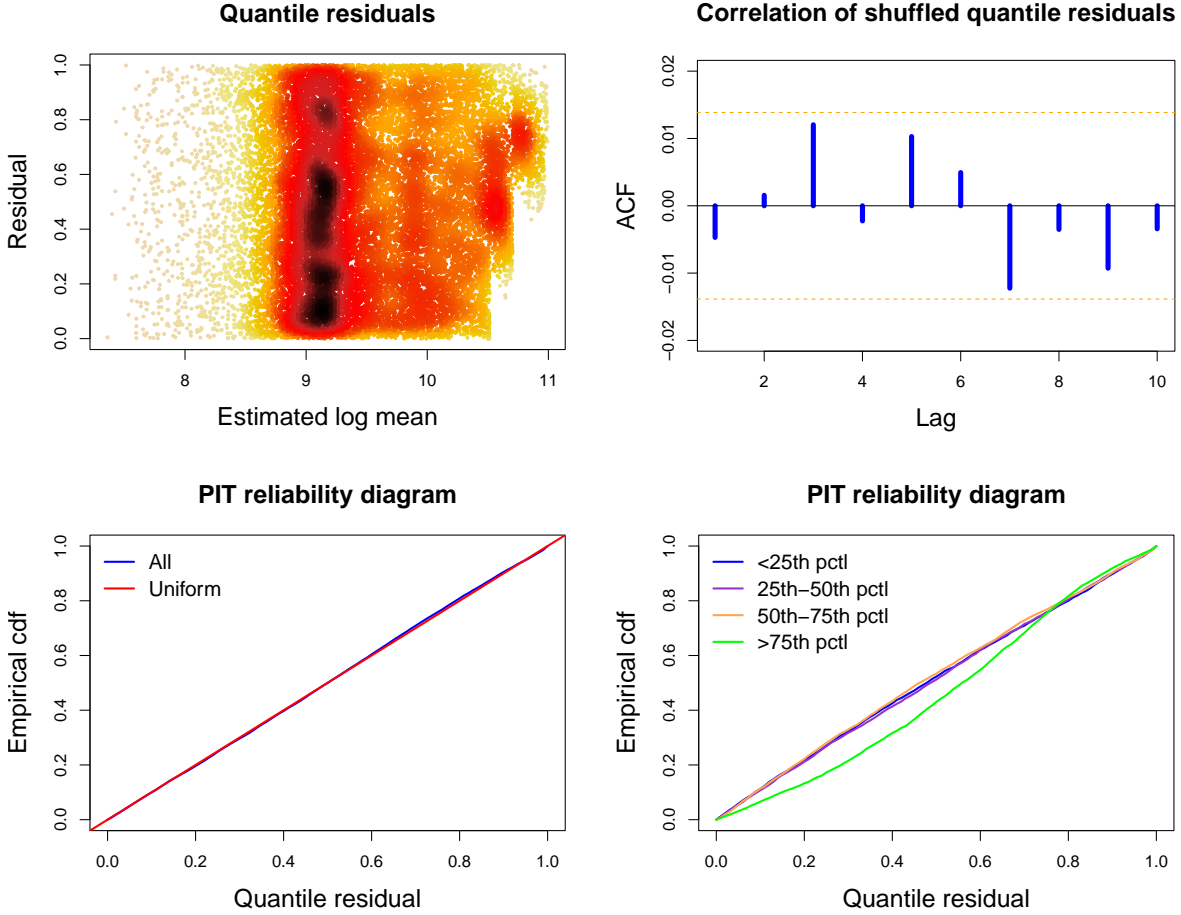 Quantile residuals
Residual
0.0 0.2 0.4 0.6 0.8 1.0
8 9 10 11
Estimated log mean
Correlation of shuffled quantile residuals
ACF
−0.02 −0.01 0.00 0.01 0.02
2 4 6 8 10
Lag
PIT reliability diagram
All
Uniform
Empirical cdf
0.0 0.2 0.4 0.6 0.8 1.0
0.0 0.2 0.4 0.6 0.8 1.0
Quantile residual
PIT reliability diagram
<25th pctl
25th−50th pctl
50th−75th pctl
>75th pctl
Empirical cdf
0.0 0.2 0.4 0.6 0.8 1.0
0.0 0.2 0.4 0.6 0.8 1.0
Quantile residual